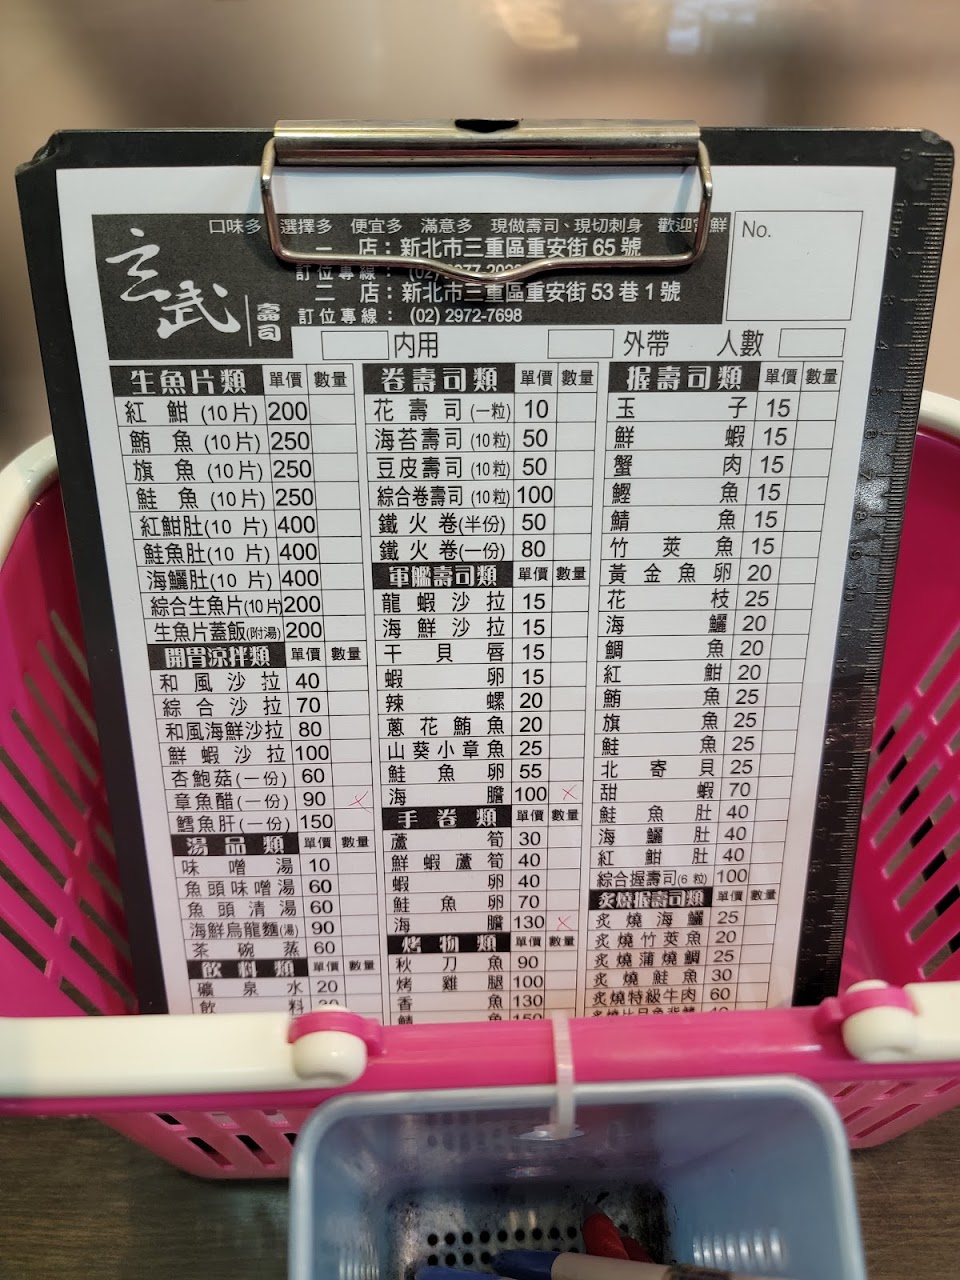 口味多 選擇多 便宜多 滿意多 現做壽司、現切刺身 歡迎 鮮
玄武 壽司
一 店：新北市三重區重安街 65 號
訂位專線：(02)
二 店：新北市三重區重安街 53 巷 1 號
訂位專線：(02) 2972-7698
No.
內用 外帶 人數
生魚片類 單價 數量
紅魽 (10片) 200
鮪魚 (10片) 250
旗魚 (10片) 250
鮭魚 (10片) 250
紅魽肚(10片) 400
鮭魚肚(10片) 400
海鱺肚(10片) 400
綜合生魚片(10片) 200
生魚片蓋飯(附湯) 200
開胃涼拌類 單價 數量
和風沙拉 40
綜合沙拉 70
和風海鮮沙拉 80
鮮蝦沙拉 100
杏鮑菇(一份) 60
章魚醋(一份) 90 ×
鱈魚肝(一份) 150
湯品類 單價 數量
味噌湯 10
魚頭味噌湯 60
魚頭清湯 60
海鮮烏龍麵(湯) 90
茶碗蒸 60
飲料類 單價 數量
礦泉水 20
飲料
卷壽司類 單價 數量
花壽司 (一粒) 10
海苔壽司 (10粒) 50
豆皮壽司 (10粒) 50
綜合卷壽司 (10粒) 100
鐵火卷(半份) 50
鐵火卷(一份) 80
軍艦壽司類 單價 數量
龍蝦沙拉 15
海鮮沙拉 15
干貝唇 15
蝦卵 15
辣螺 20
蔥花鮪魚 20
山葵小章魚 25
鮭魚卵 55
海膽 100 ×
手卷類 單價 數量
蘆筍 30
鮮蝦蘆筍 40
蝦卵 40
鮭魚卵 70
海膽 130 ×
烤物類 單價 數量
秋刀魚 90
烤雞腿 100
香魚 130
握壽司類 單價 數量
玉子 15
鮮蝦 15
蟹肉 15
鰹魚 15
鯖魚 15
竹莢魚 15
黃金魚卵 20
花枝 25
海鱺 20
鯛魚 20
紅魽 20
鮪魚 25
旗魚 25
鮭魚 25
北寄貝 25
甜蝦 70
鮭魚肚 40
海鱺肚 40
紅魽肚 40
綜合握壽司(6粒) 100
炙燒握壽司類 單價 數量
炙燒海鱺 25
炙燒竹莢魚 20
炙燒蒲燒鯛 25
炙燒鮭魚 30
炙燒特級牛肉 60